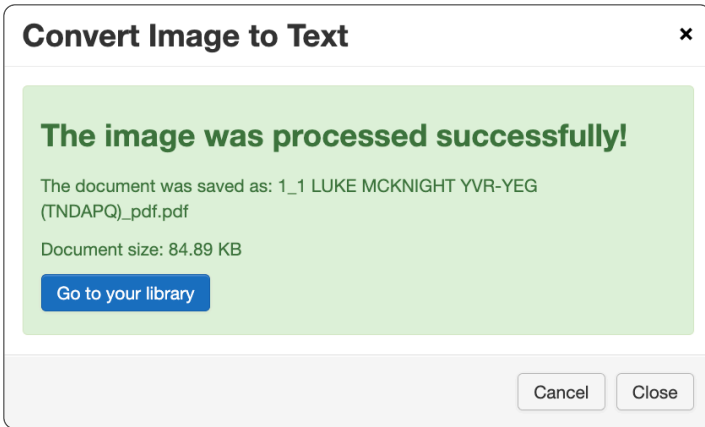 Convert Image to Text ×
The image was processed successfully!
The document was saved as: 1_1 LUKE MCKNIGHT YVR-YEG
(TNDAPQ)_pdf.pdf
Document size: 84.89 KB
Go to your library
Cancel Close